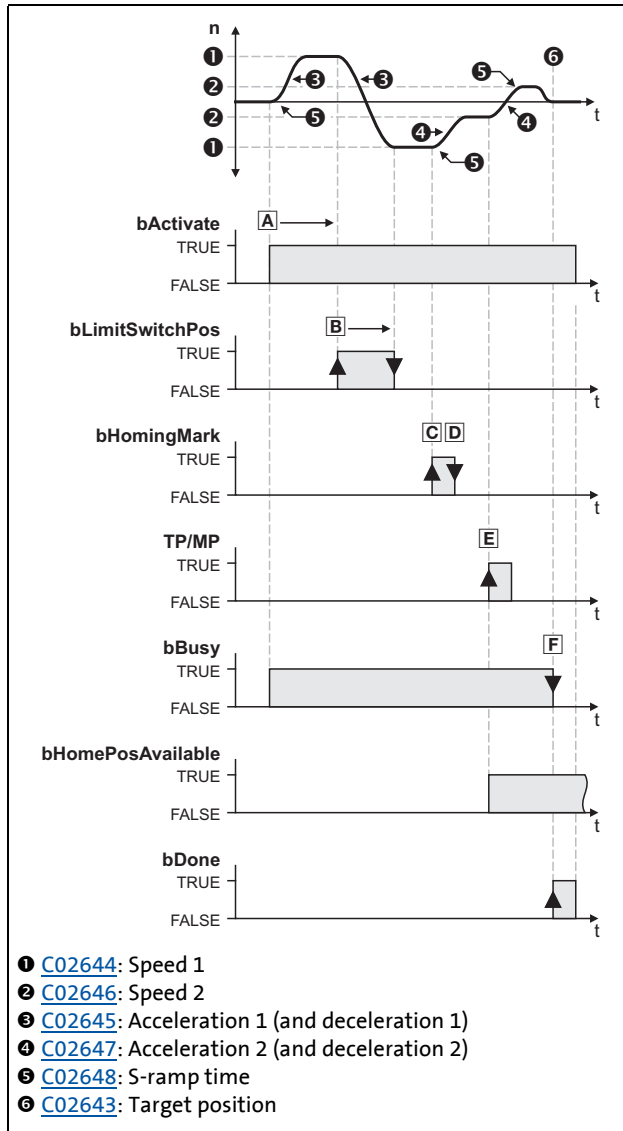 n
❶
❷
❷
❶
❸
❺
❸
❹
❺
❺
❹
❻
t
bActivate
TRUE
FALSE
A
t
bLimitSwitchPos
TRUE
FALSE
B
t
bHomingMark
TRUE
FALSE
C D
t
TP/MP
TRUE
FALSE
E
t
bBusy
TRUE
FALSE
F
t
bHomePosAvailable
TRUE
FALSE
t
bDone
TRUE
FALSE
t
❶ C02644: Speed 1
❷ C02646: Speed 2
❸ C02645: Acceleration 1 (and deceleration 1)
❹ C02647: Acceleration 2 (and deceleration 2)
❺ C02648: S-ramp time
❻ C02643: Target position